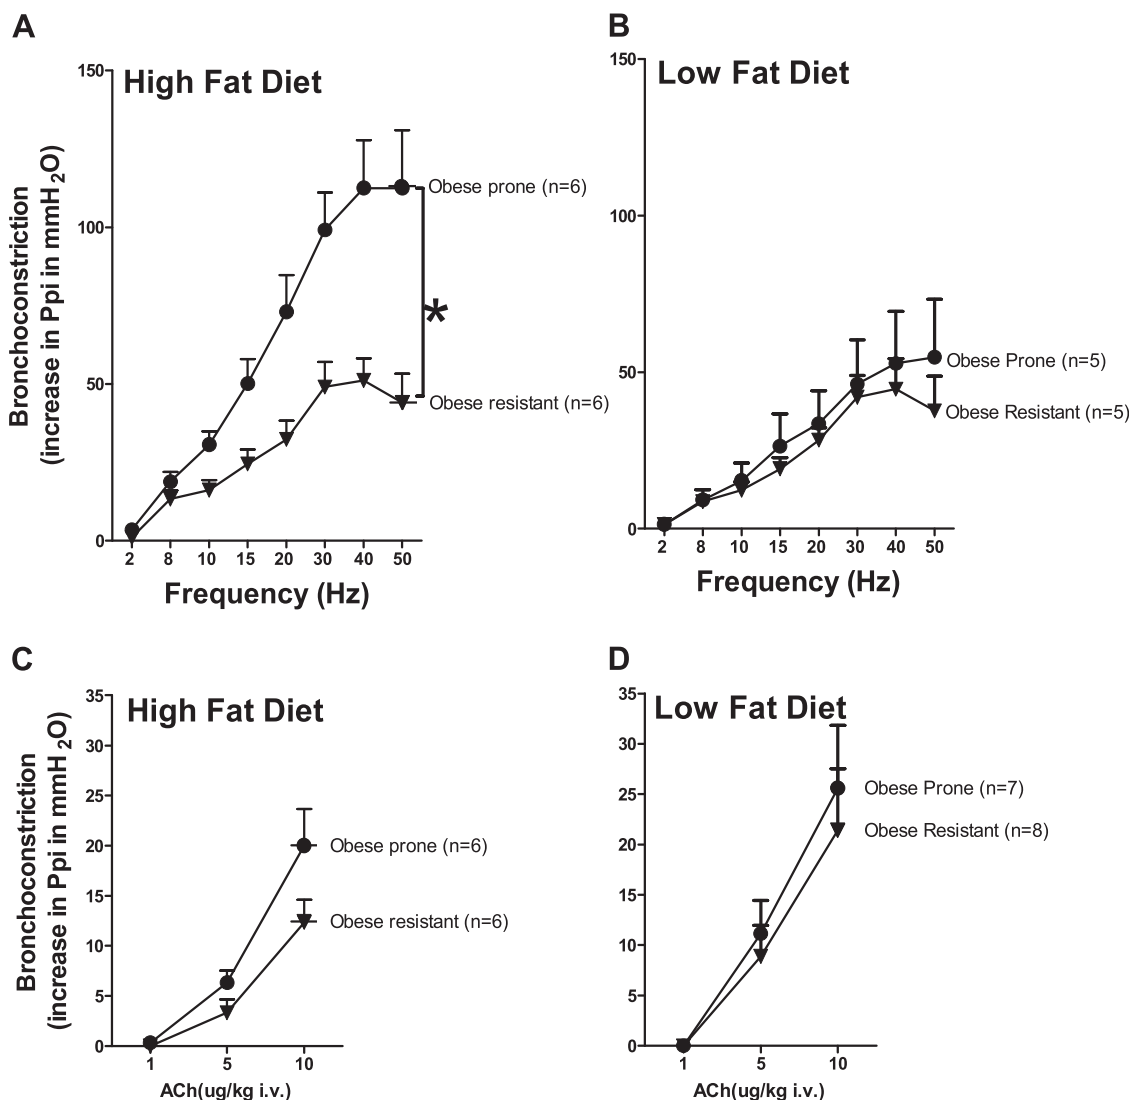 A
High Fat Diet
Bronchoconstriction
(increase in Ppi in mmH2O)
150
100
50
0
Obese prone (n=6)
*
Obese resistant (n=6)
2 8 10 15 20 30 40 50
Frequency (Hz)
B
Low Fat Diet
150
100
50
0
Obese Prone (n=5)
Obese Resistant (n=5)
2 8 10 15 20 30 40 50
Frequency (Hz)
C
High Fat Diet
Bronchoconstriction
(increase in Ppi in mmH2O)
35
30
25
20
15
10
5
0
Obese prone (n=6)
Obese resistant (n=6)
1 5 10
ACh(ug/kg i.v.)
D
Low Fat Diet
35
30
25
20
15
10
5
0
Obese Prone (n=7)
Obese Resistant (n=8)
1 5 10
ACh(ug/kg i.v.)